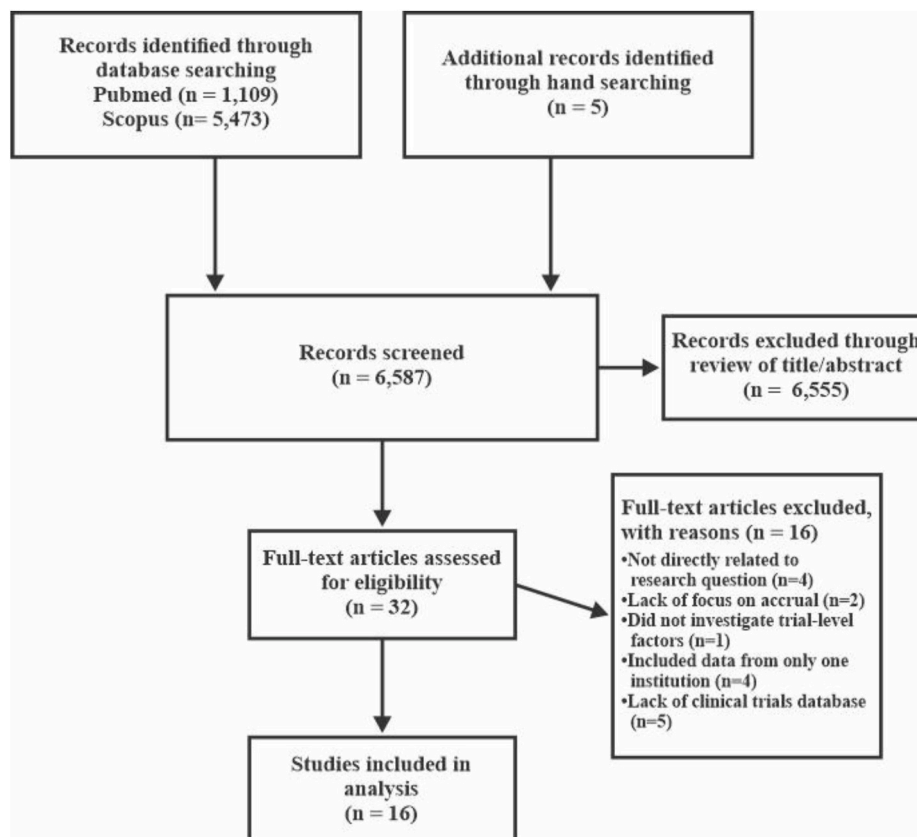 Records identified through
database searching
Pubmed (n = 1,109)
Scopus (n= 5,473)
Additional records identified
through hand searching
(n = 5)
Records screened
(n = 6,587)
Records excluded through
review of title/abstract
(n = 6,555)
Full-text articles assessed
for eligibility
(n = 32)
Full-text articles excluded,
with reasons (n = 16)
•Not directly related to
research question (n=4)
•Lack of focus on accrual (n=2)
•Did not investigate trial-level
factors (n=1)
•Included data from only one
institution (n=4)
•Lack of clinical trials database
(n=5)
Studies included in
analysis
(n = 16)